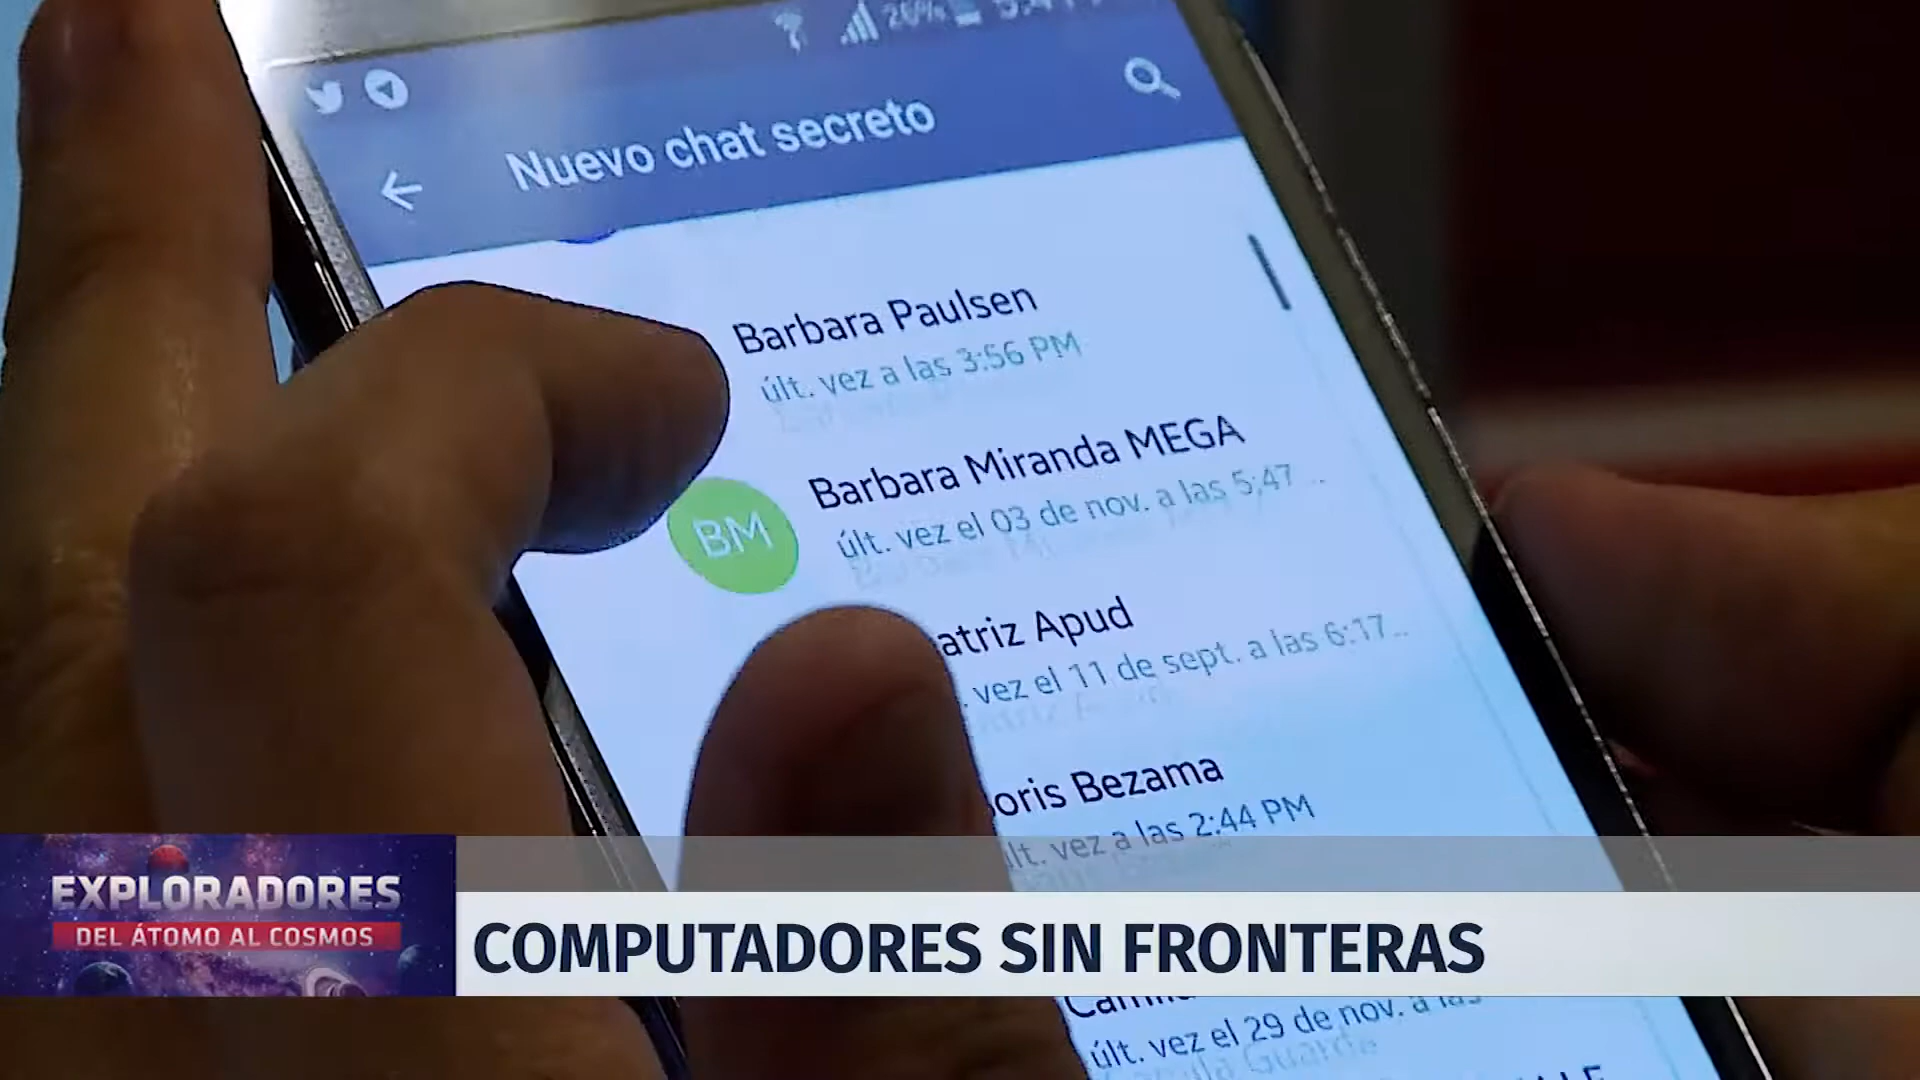 26%
Nuevo chat secreto
Barbara Paulsen
últ. vez a las 3:56 PM
Barbara Miranda MEGA
BM
últ. vez el 03 de nov. a las 5:47 ...
atriz Apud
. vez el 11 de sept. a las 6:17...
oris Bezama
lt. vez a las 2:44 PM
EXPLORADORES
DEL ÁTOMO AL COSMOS
COMPUTADORES SIN FRONTERAS
últ. vez el 29 de nov. a las